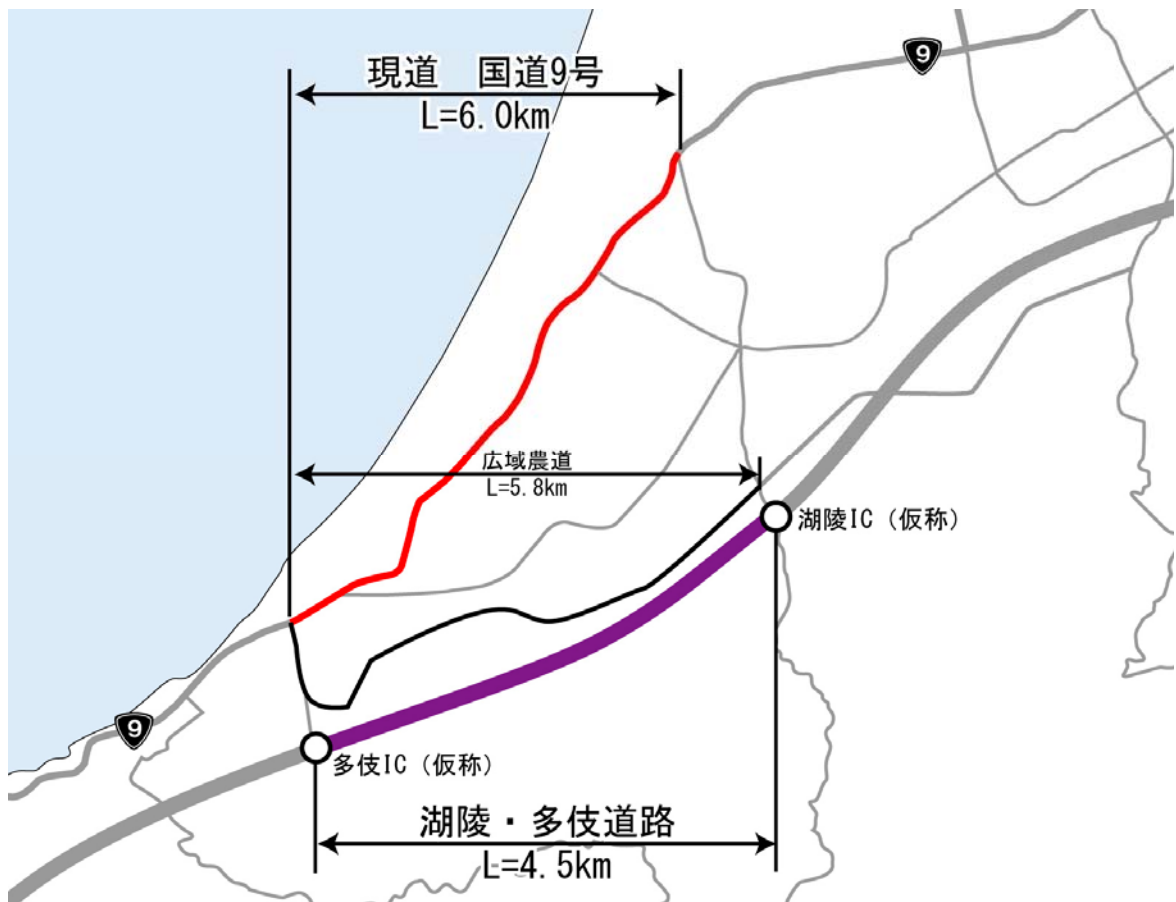 現道　国道9号
L=6.0km
9
広域農道
L=5.8km
湖陵IC（仮称）
9
多伎IC（仮称）
湖陵・多伎道路
L=4.5km